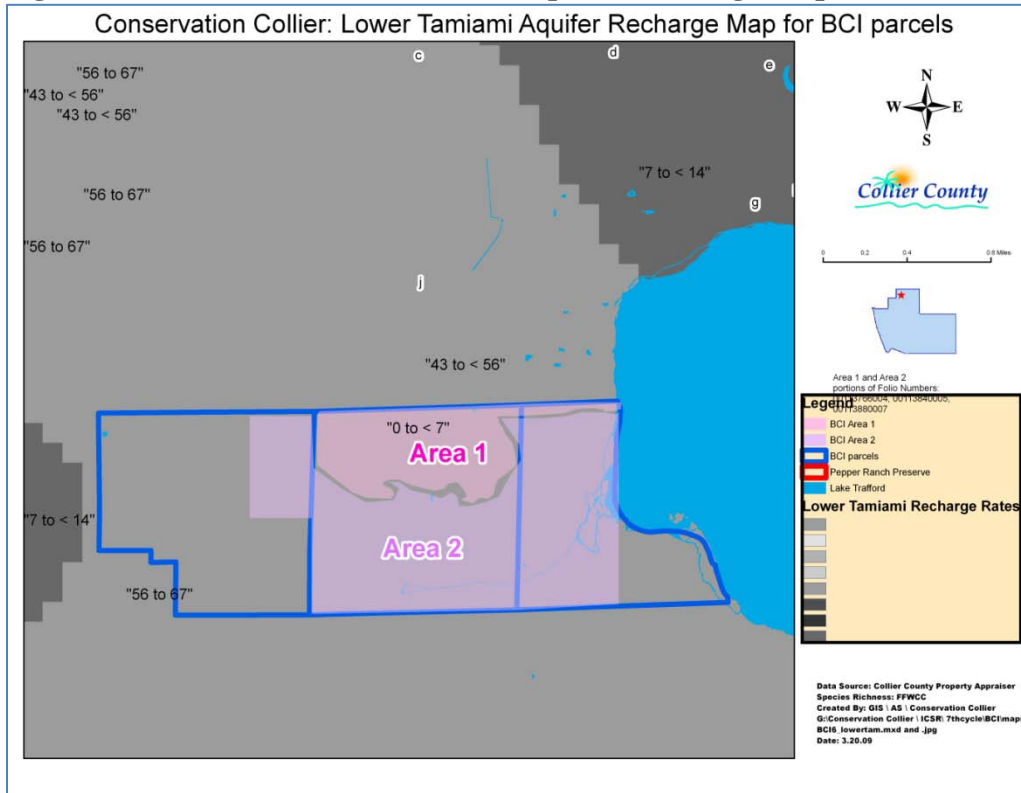 Conservation Collier: Lower Tamiami Aquifer Recharge Map for BCI parcels
c
d
e
"56 to 67"
"43 to < 56"
"43 to < 56"
"7 to < 14"
"56 to 67"
g
"56 to 67"
j
"43 to < 56"
"0 to < 7"
Area 1
"7 to < 14"
Area 2
"56 to 67"
N
W E
S
Collier County
0 0.2 0.4 0.8 Miles
Area 1 and Area 2
portions of Folio Numbers:
00113840005,
00113880007
Legend
BCI Area 1
BCI Area 2
BCI parcels
Pepper Ranch Preserve
Lake Trafford
Lower Tamiami Recharge Rates
Data Source: Collier County Property Appraiser
Species Richness: FFWCC
Created By: GIS \ AS \ Conservation Collier
G:\Conservation Collier \ ICSR\ 7thcycle\BCI\map
BCI6_lowertam.mxd and .jpg
Date: 3.20.09